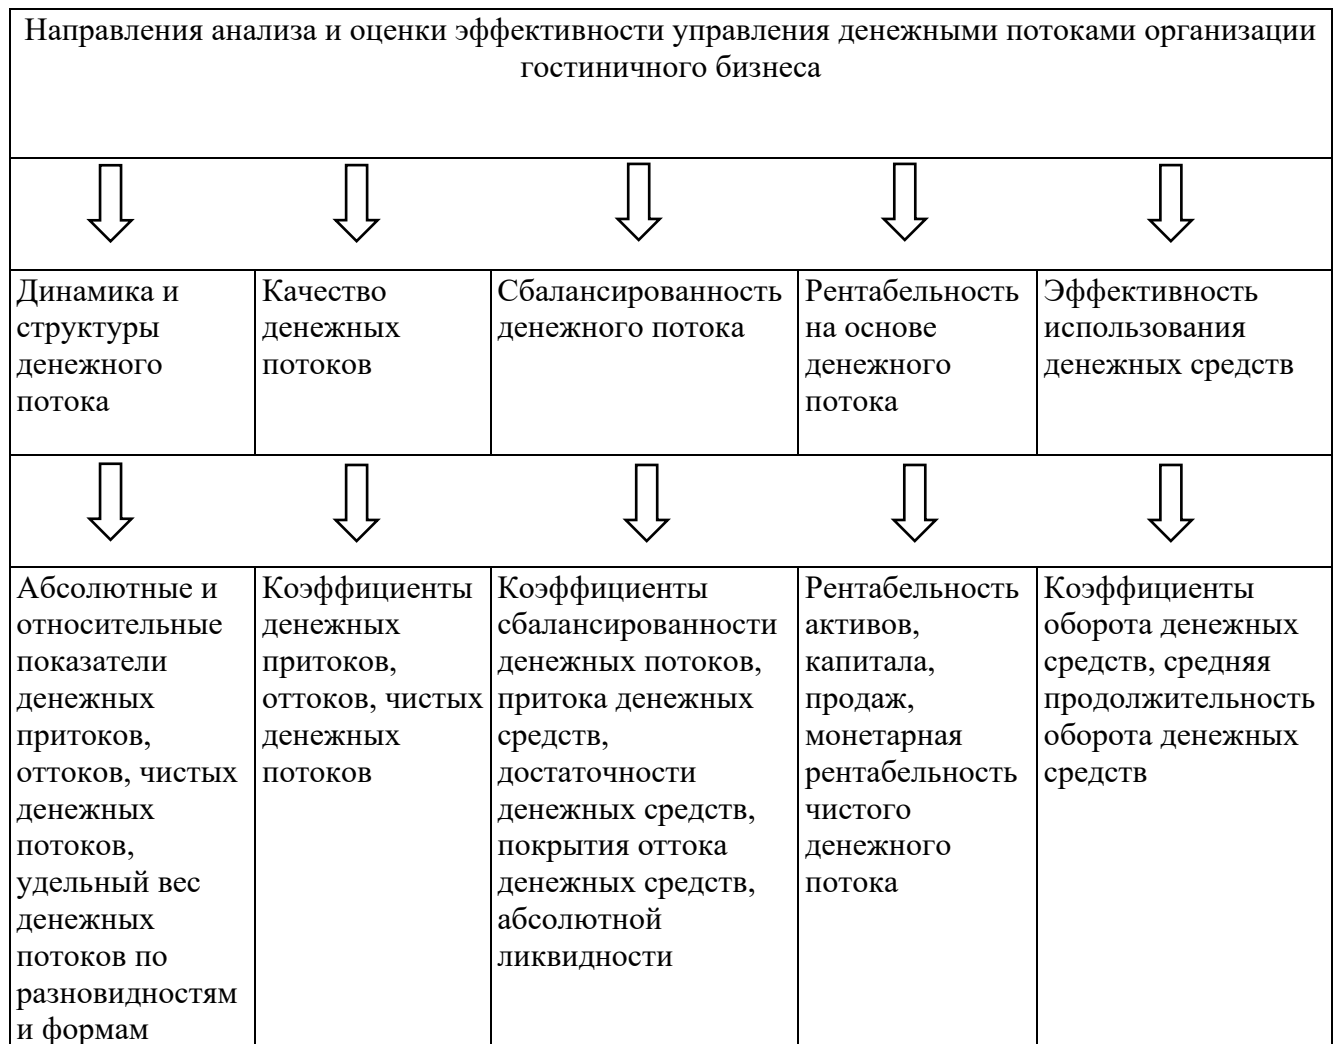 Направления анализа и оценки эффективности управления денежными потоками организации
гостиничного бизнеса
Динамика и
структуры
денежного
потока
Качество
денежных
потоков
Сбалансированность
денежного потока
Рентабельность
на основе
денежного
потока
Эффективность
использования
денежных средств
Абсолютные и
относительные
показатели
денежных
притоков,
оттоков, чистых
денежных
потоков,
удельный вес
денежных
потоков по
разновидностям
и формам
Коэффициенты
денежных
притоков,
оттоков, чистых
денежных
потоков
Коэффициенты
сбалансированности
денежных потоков,
притока денежных
средств,
достаточности
денежных средств,
покрытия оттока
денежных средств,
абсолютной
ликвидности
Рентабельность
активов,
капитала,
продаж,
монетарная
рентабельность
чистого
денежного
потока
Коэффициенты
оборота денежных
средств, средняя
продолжительность
оборота денежных
средств